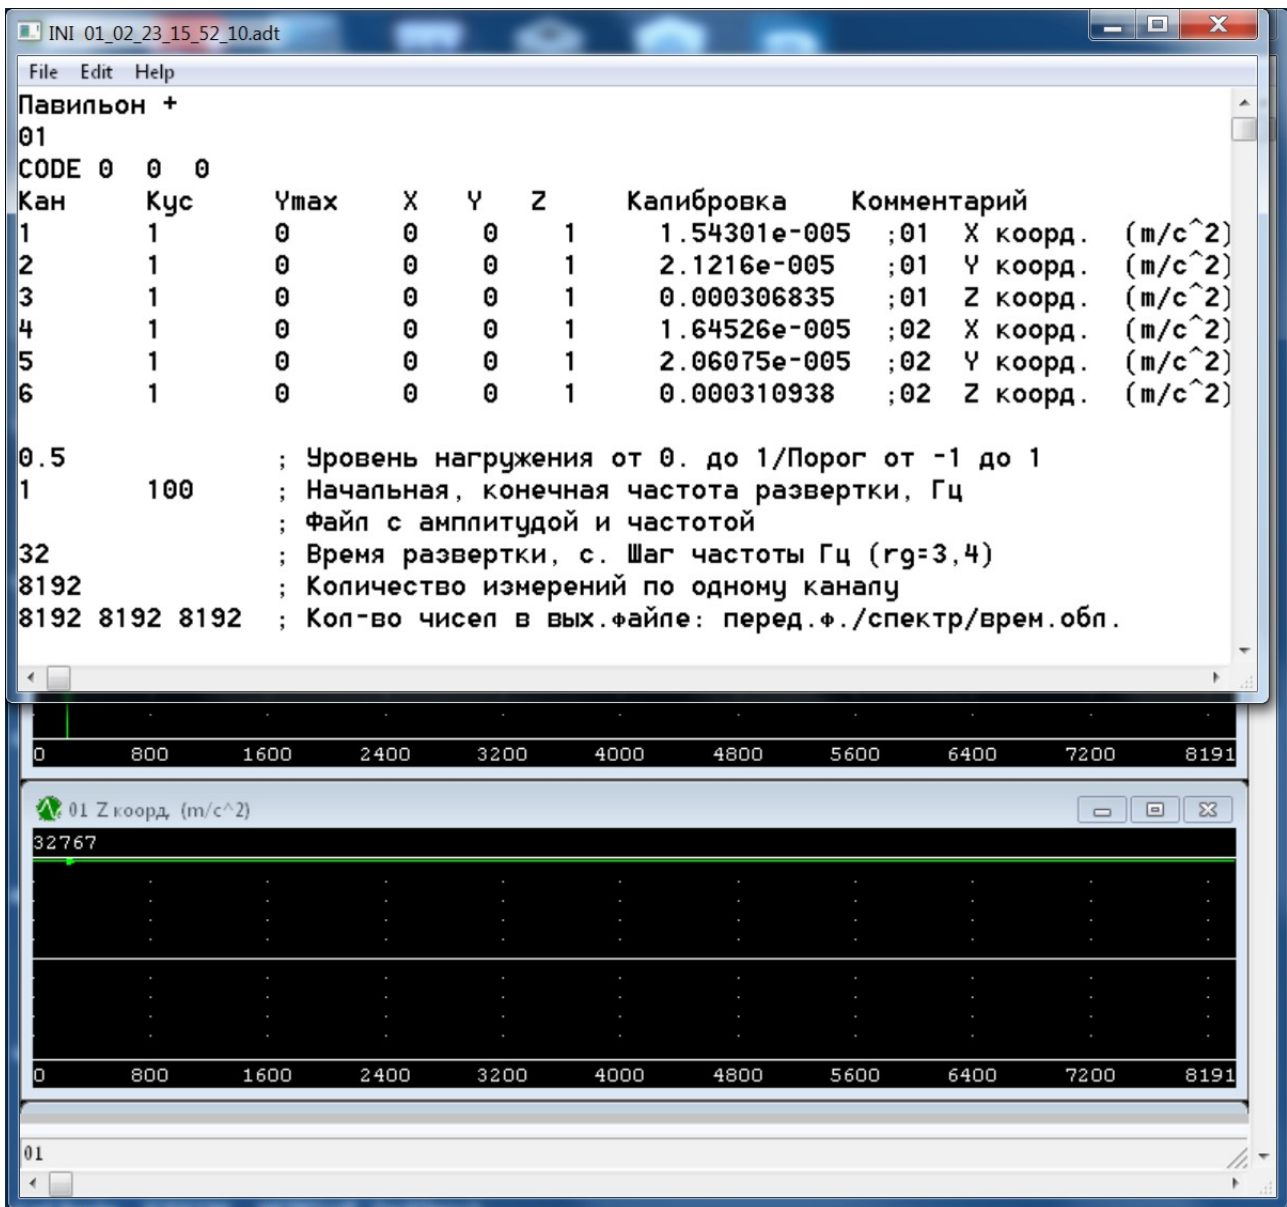 INI 01_02_23_15_52_10.adt
File Edit Help
Павильон +
01
CODE 0 0 0
Кан Кус Ymax X Y Z Калибровка Комментарий
1 1 0 0 0 1 1.54301e-005 ;01 X коорд. (m/c^2)
2 1 0 0 0 1 2.1216e-005 ;01 Y коорд. (m/c^2)
3 1 0 0 0 1 0.000306835 ;01 Z коорд. (m/c^2)
4 1 0 0 0 1 1.64526e-005 ;02 X коорд. (m/c^2)
5 1 0 0 0 1 2.06075e-005 ;02 Y коорд. (m/c^2)
6 1 0 0 0 1 0.000310938 ;02 Z коорд. (m/c^2)
0.5 ; Уровень нагружения от 0. до 1/Порог от -1 до 1
1 100 ; Начальная, конечная частота развертки, Гц
; Файл с амплитудой и частотой
32 ; Время развертки, с. Шаг частоты Гц (rg=3,4)
8192 ; Количество измерений по одному каналу
8192 8192 8192 ; Кол-во чисел в вых.файле: перед.ф./спектр/врем.обл.
0 800 1600 2400 3200 4000 4800 5600 6400 7200 8191
01 Z коорд. (m/c^2)
32767
0 800 1600 2400 3200 4000 4800 5600 6400 7200 8191
01